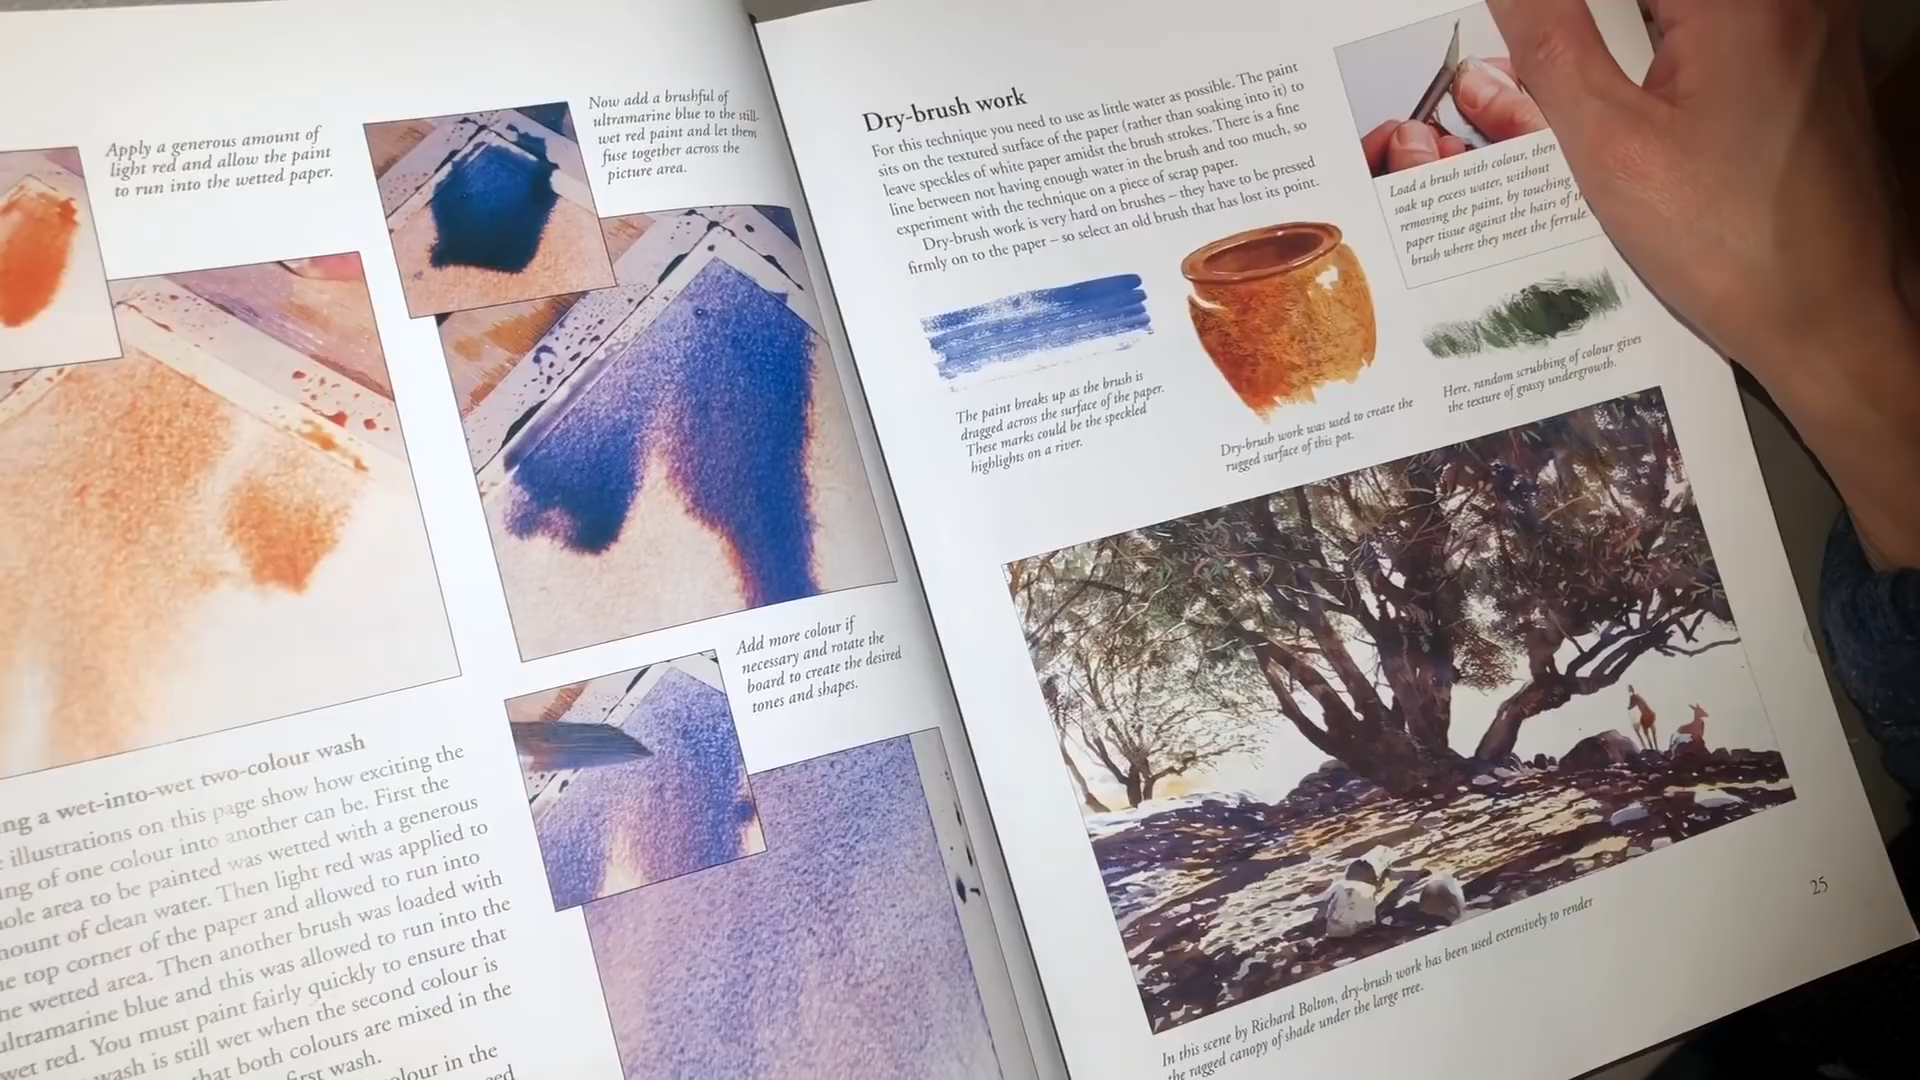 Apply a generous amount of
light red and allow the paint
to run into the wetted paper.
Now add a brushful of
ultramarine blue to the still-
wet red paint and let them
fuse together across the
picture area.
Add more colour if
necessary and rotate the
board to create the desired
tones and shapes.
ing a wet-into-wet two-colour wash
illustrations on this page show how exciting the
ing of one colour into another can be. First the
ole area to be painted was wetted with a generous
mount of clean water. Then light red was applied to
e top corner of the paper and allowed to run into
he wetted area. Then another brush was loaded with
ultramarine blue and this was allowed to run into the
wet red. You must paint fairly quickly to ensure that
wash is still wet when the second colour is
that both colours are mixed in the
first wash.
olour in the
Dry-brush work
For this technique you need to use as little water as possible. The paint
sits on the textured surface of the paper (rather than soaking into it) to
leave speckles of white paper amidst the brush strokes. There is a fine
line between not having enough water in the brush and too much, so
experiment with the technique on a piece of scrap paper.
Dry-brush work is very hard on brushes – they have to be pressed
firmly on to the paper – so select an old brush that has lost its point.
Load a brush with colour, then
soak up excess water, without
removing the paint, by touching
paper tissue against the hairs of
brush where they meet the ferrule.
The paint breaks up as the brush is
dragged across the surface of the paper.
These marks could be the speckled
highlights on a river.
Dry-brush work was used to create the
rugged surface of this pot.
Here, random scrubbing of colour gives
the texture of grassy undergrowth.
In this scene by Richard Bolton, dry-brush work has been used extensively to render
the ragged canopy of shade under the large tree.
25